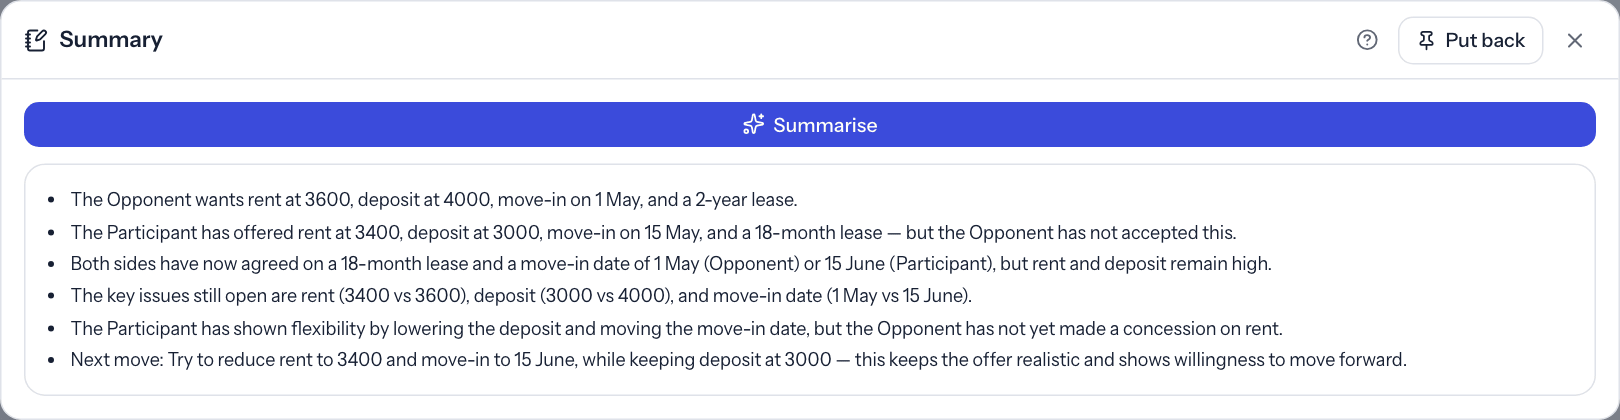 Summary
Put back
Summarise
• The Opponent wants rent at 3600, deposit at 4000, move-in on 1 May, and a 2-year lease.
• The Participant has offered rent at 3400, deposit at 3000, move-in on 15 May, and a 18-month lease — but the Opponent has not accepted this.
• Both sides have now agreed on a 18-month lease and a move-in date of 1 May (Opponent) or 15 June (Participant), but rent and deposit remain high.
• The key issues still open are rent (3400 vs 3600), deposit (3000 vs 4000), and move-in date (1 May vs 15 June).
• The Participant has shown flexibility by lowering the deposit and moving the move-in date, but the Opponent has not yet made a concession on rent.
• Next move: Try to reduce rent to 3400 and move-in to 15 June, while keeping deposit at 3000 — this keeps the offer realistic and shows willingness to move forward.